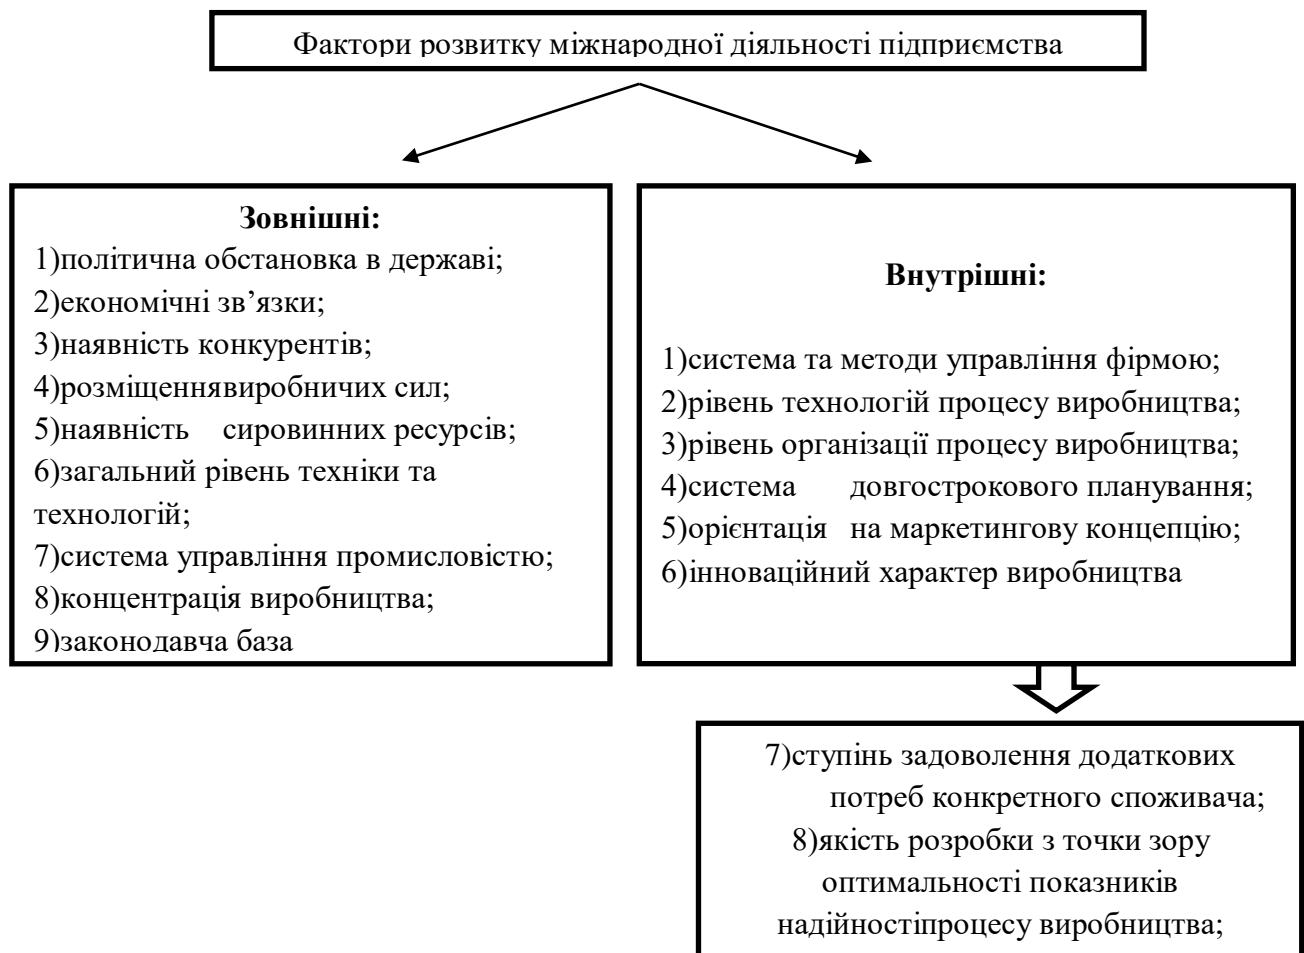 Фактори розвитку міжнародної діяльності підприємства
Зовнішні:
1)політична обстановка в державі;
2)економічні зв’язки;
3)наявність конкурентів;
4)розміщеннявиробничих сил;
5)наявність сировинних ресурсів;
6)загальний рівень техніки та
технологій;
7)система управління промисловістю;
8)концентрація виробництва;
9)законодавча база
Внутрішні:
1)система та методи управління фірмою;
2)рівень технологій процесу виробництва;
3)рівень організації процесу виробництва;
4)система довгострокового планування;
5)орієнтація на маркетингову концепцію;
6)інноваційний характер виробництва
7)ступінь задоволення додаткових
потреб конкретного споживача;
8)якість розробки з точки зору
оптимальності показників
надійностіпроцесу виробництва;